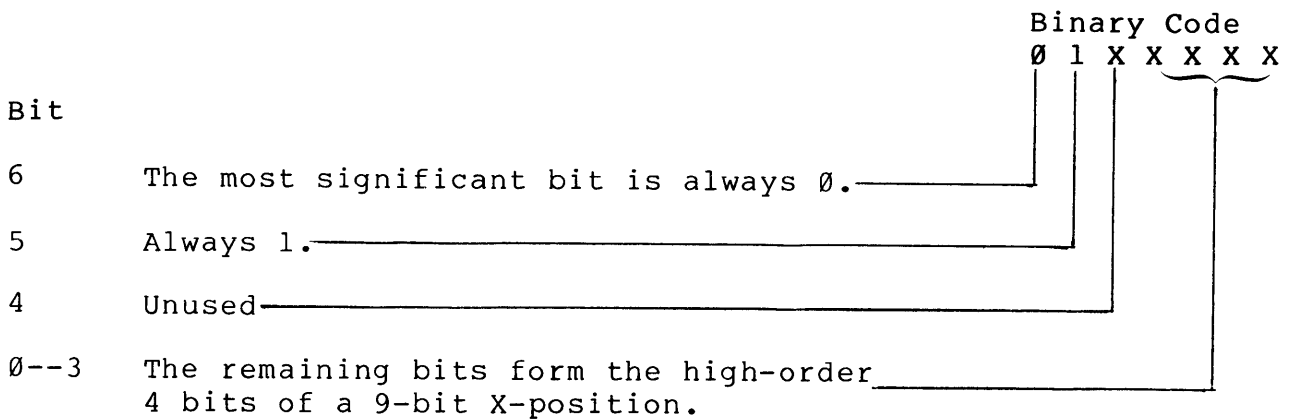 Binary Code
Ø 1 X X X X X
Bit
6 The most significant bit is always Ø.
5 Always 1.
4 Unused
Ø--3 The remaining bits form the high-order
4 bits of a 9-bit X-position.